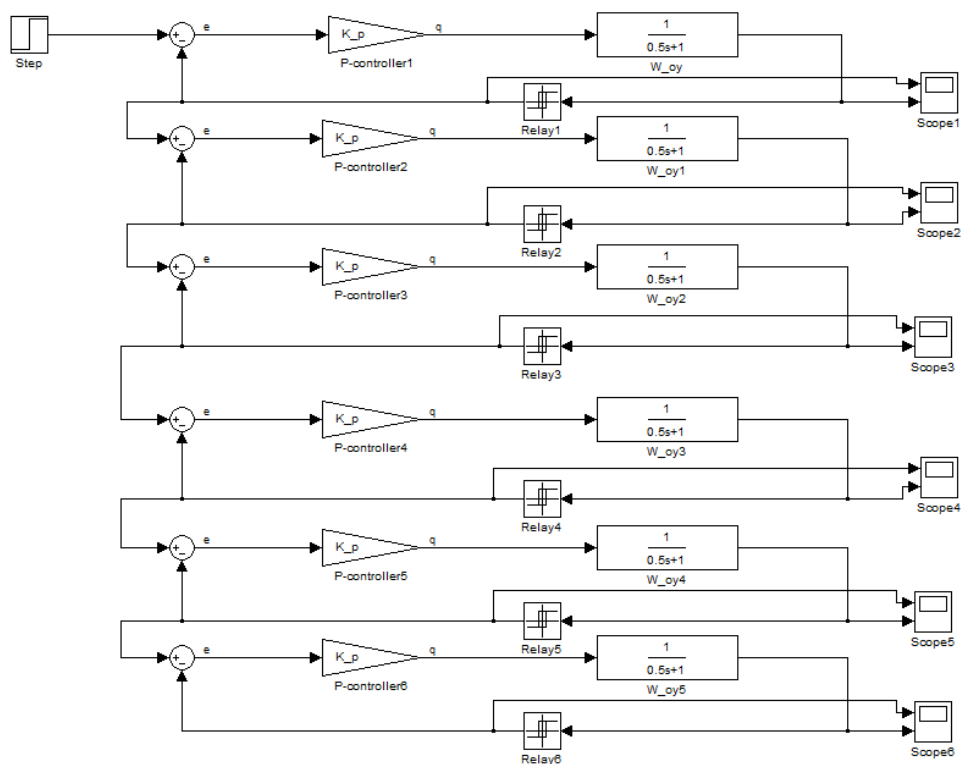 e
K_p
q
1
0.5s+1
Step
P-controller1
W_oy
Scope1
Relay1
e
K_p
q
1
0.5s+1
P-controller2
W_oy1
Scope2
Relay2
e
K_p
q
1
0.5s+1
P-controller3
W_oy2
Scope3
Relay3
e
K_p
q
1
0.5s+1
P-controller4
W_oy3
Scope4
Relay4
e
K_p
q
1
0.5s+1
P-controller5
W_oy4
Scope5
Relay5
e
K_p
q
1
0.5s+1
P-controller6
W_oy5
Scope6
Relay6